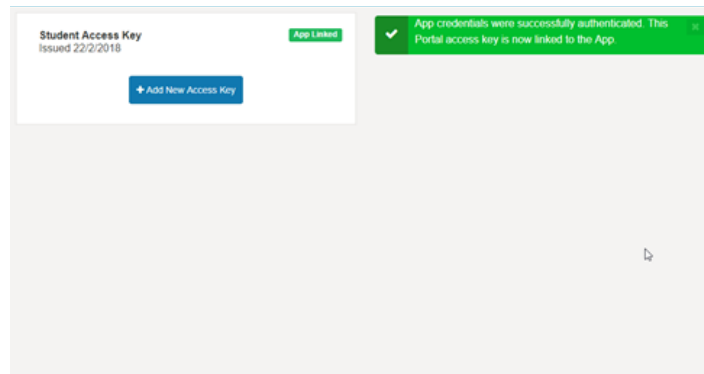 Student Access Key
App Linked
Issued 22/2/2018
+ Add New Access Key
App credentials were successfully authenticated. This
Portal access key is now linked to the App.